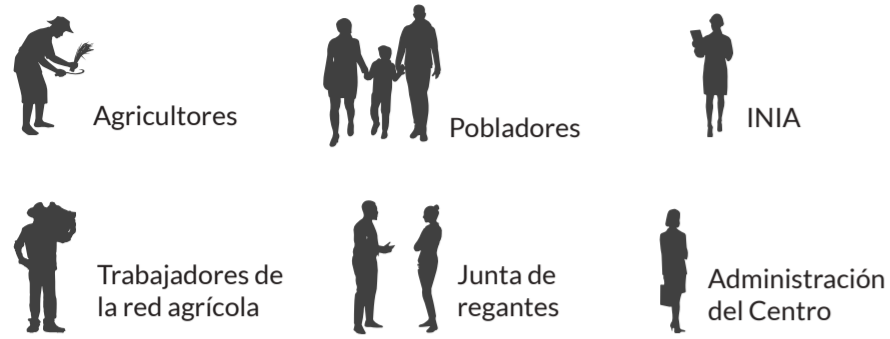 Agricultores
Pobladores
INIA
Trabajadores de
la red agrícola
Junta de
regantes
Administración
del Centro